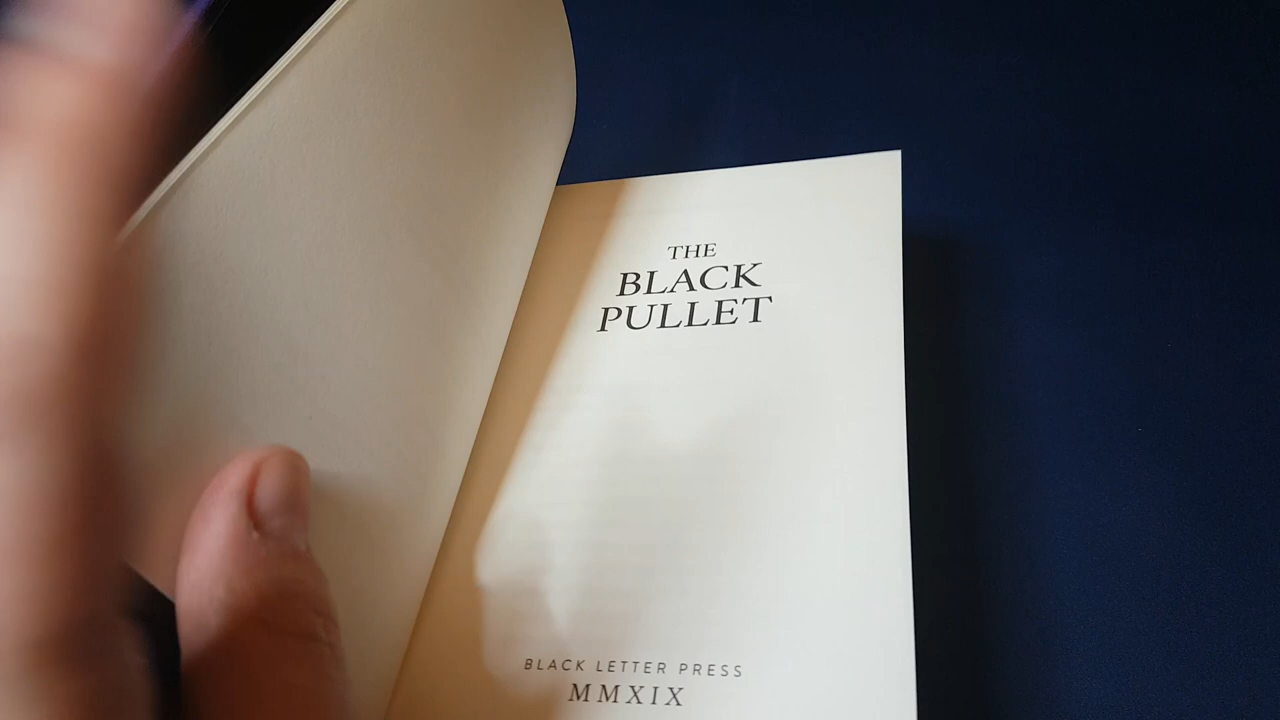 THE
BLACK
PULLET
BLACK LETTER PRESS
MMXIX